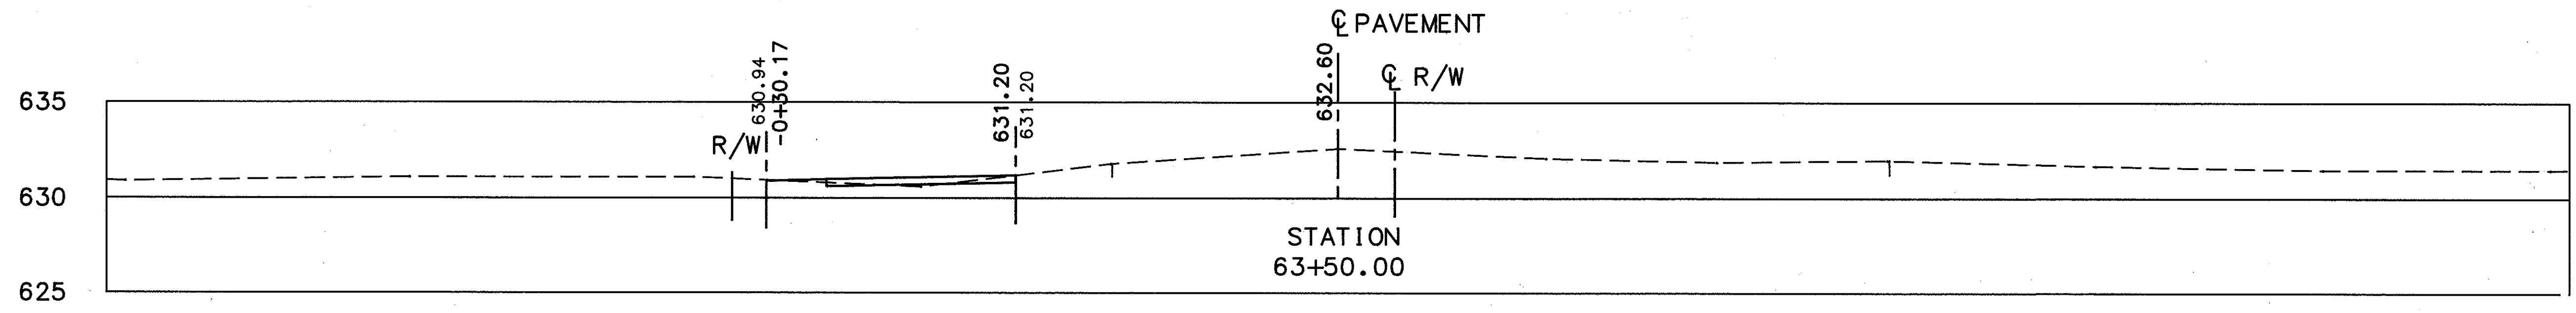 ℄ PAVEMENT
℄ R/W
635
R/W
630.94
-0+30.17
631.20
631.20
632.60
630
STATION
63+50.00
625